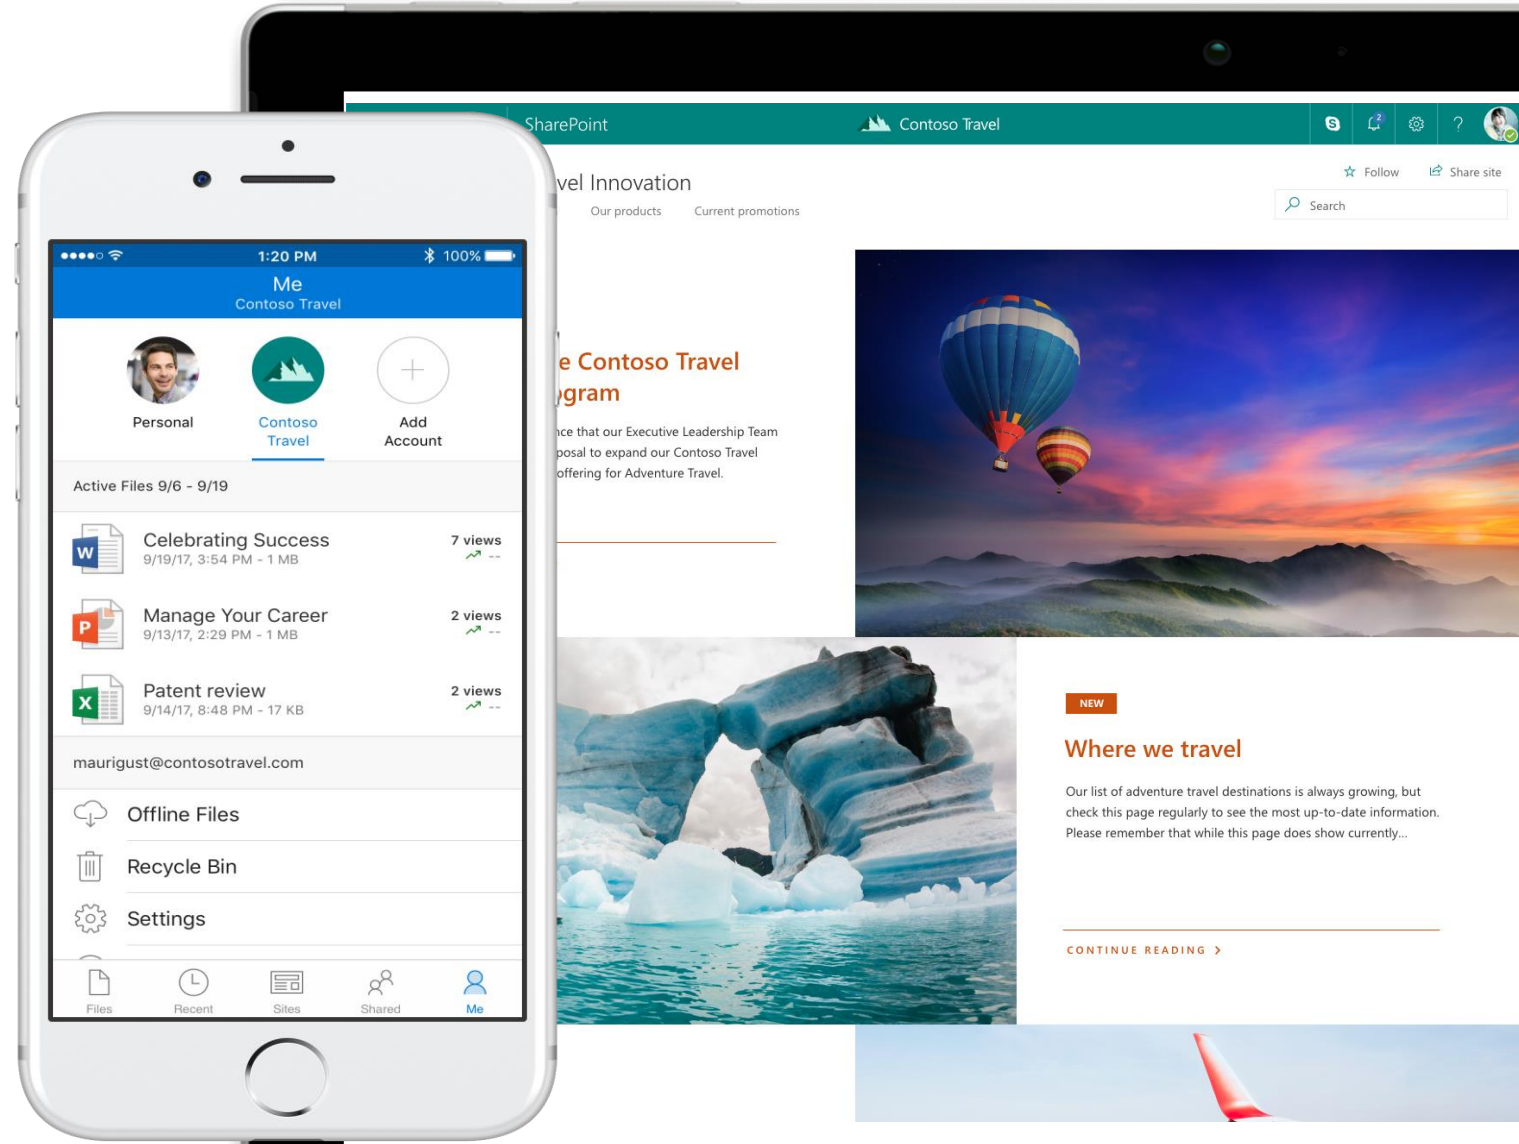 SharePoint
Contoso Travel
2
?
vel Innovation
Our products
Current promotions
Follow
Share site
Search
1:20 PM
100%
Me
Contoso Travel
Personal
Contoso
Travel
Add
Account
Active Files 9/6 - 9/19
W
Celebrating Success
7 views
9/19/17, 3:54 PM - 1 MB
--
P
Manage Your Career
2 views
9/13/17, 2:29 PM - 1 MB
--
X
Patent review
2 views
9/14/17, 8:48 PM - 17 KB
--
maurigust@contosotravel.com
Offline Files
Recycle Bin
Settings
Files
Recent
Sites
Shared
Me
e Contoso Travel
gram
nce that our Executive Leadership Team
posal to expand our Contoso Travel
offering for Adventure Travel.
NEW
Where we travel
Our list of adventure travel destinations is always growing, but
check this page regularly to see the most up-to-date information.
Please remember that while this page does show currently...
CONTINUE READING >